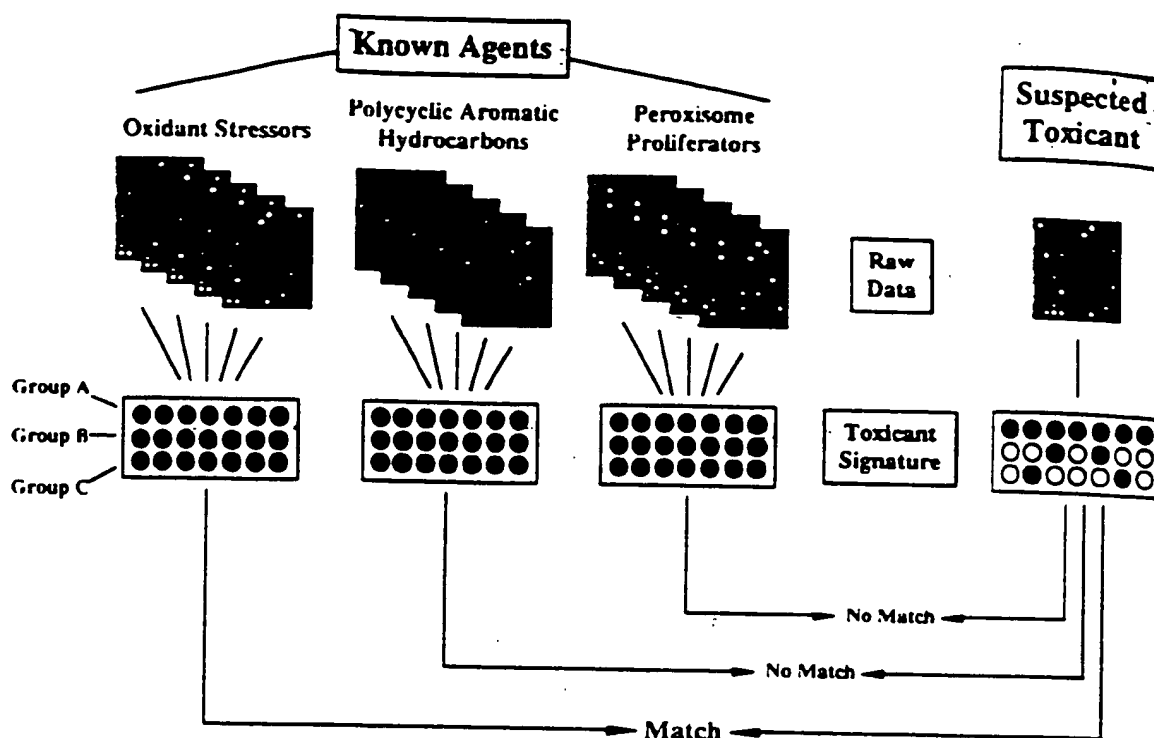 Known Agents
Suspected
Toxicant
Oxidant Stressors
Polycyclic Aromatic
Hydrocarbons
Peroxisome
Proliferators
Raw
Data
Group A
Group B
Group C
Toxicant
Signature
No Match
No Match
Match